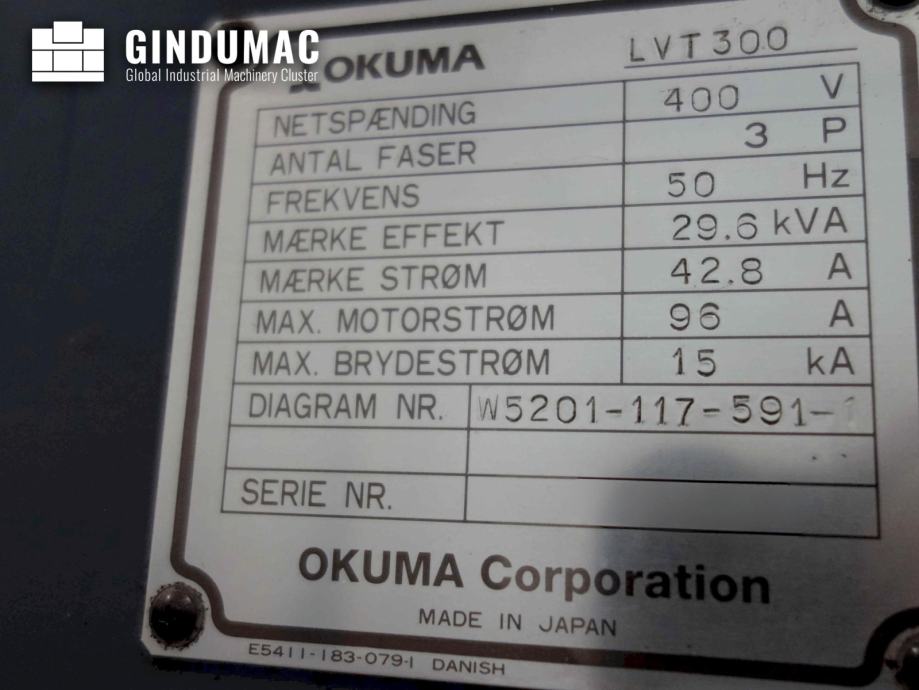 GINDUMAC
Global Industrial Machinery Cluster
OKUMA LVT300
NETSPÆNDING 400 V
ANTAL FASER 3 P
FREKVENS 50 Hz
MÆRKE EFFEKT 29.6 kVA
MÆRKE STRØM 42.8 A
MAX. MOTORSTRØM 96 A
MAX. BRYDESTRØM 15 kA
DIAGRAM NR. W5201-117-591-1
SERIE NR.
OKUMA Corporation
MADE IN JAPAN
E5411-183-079-1 DANISH